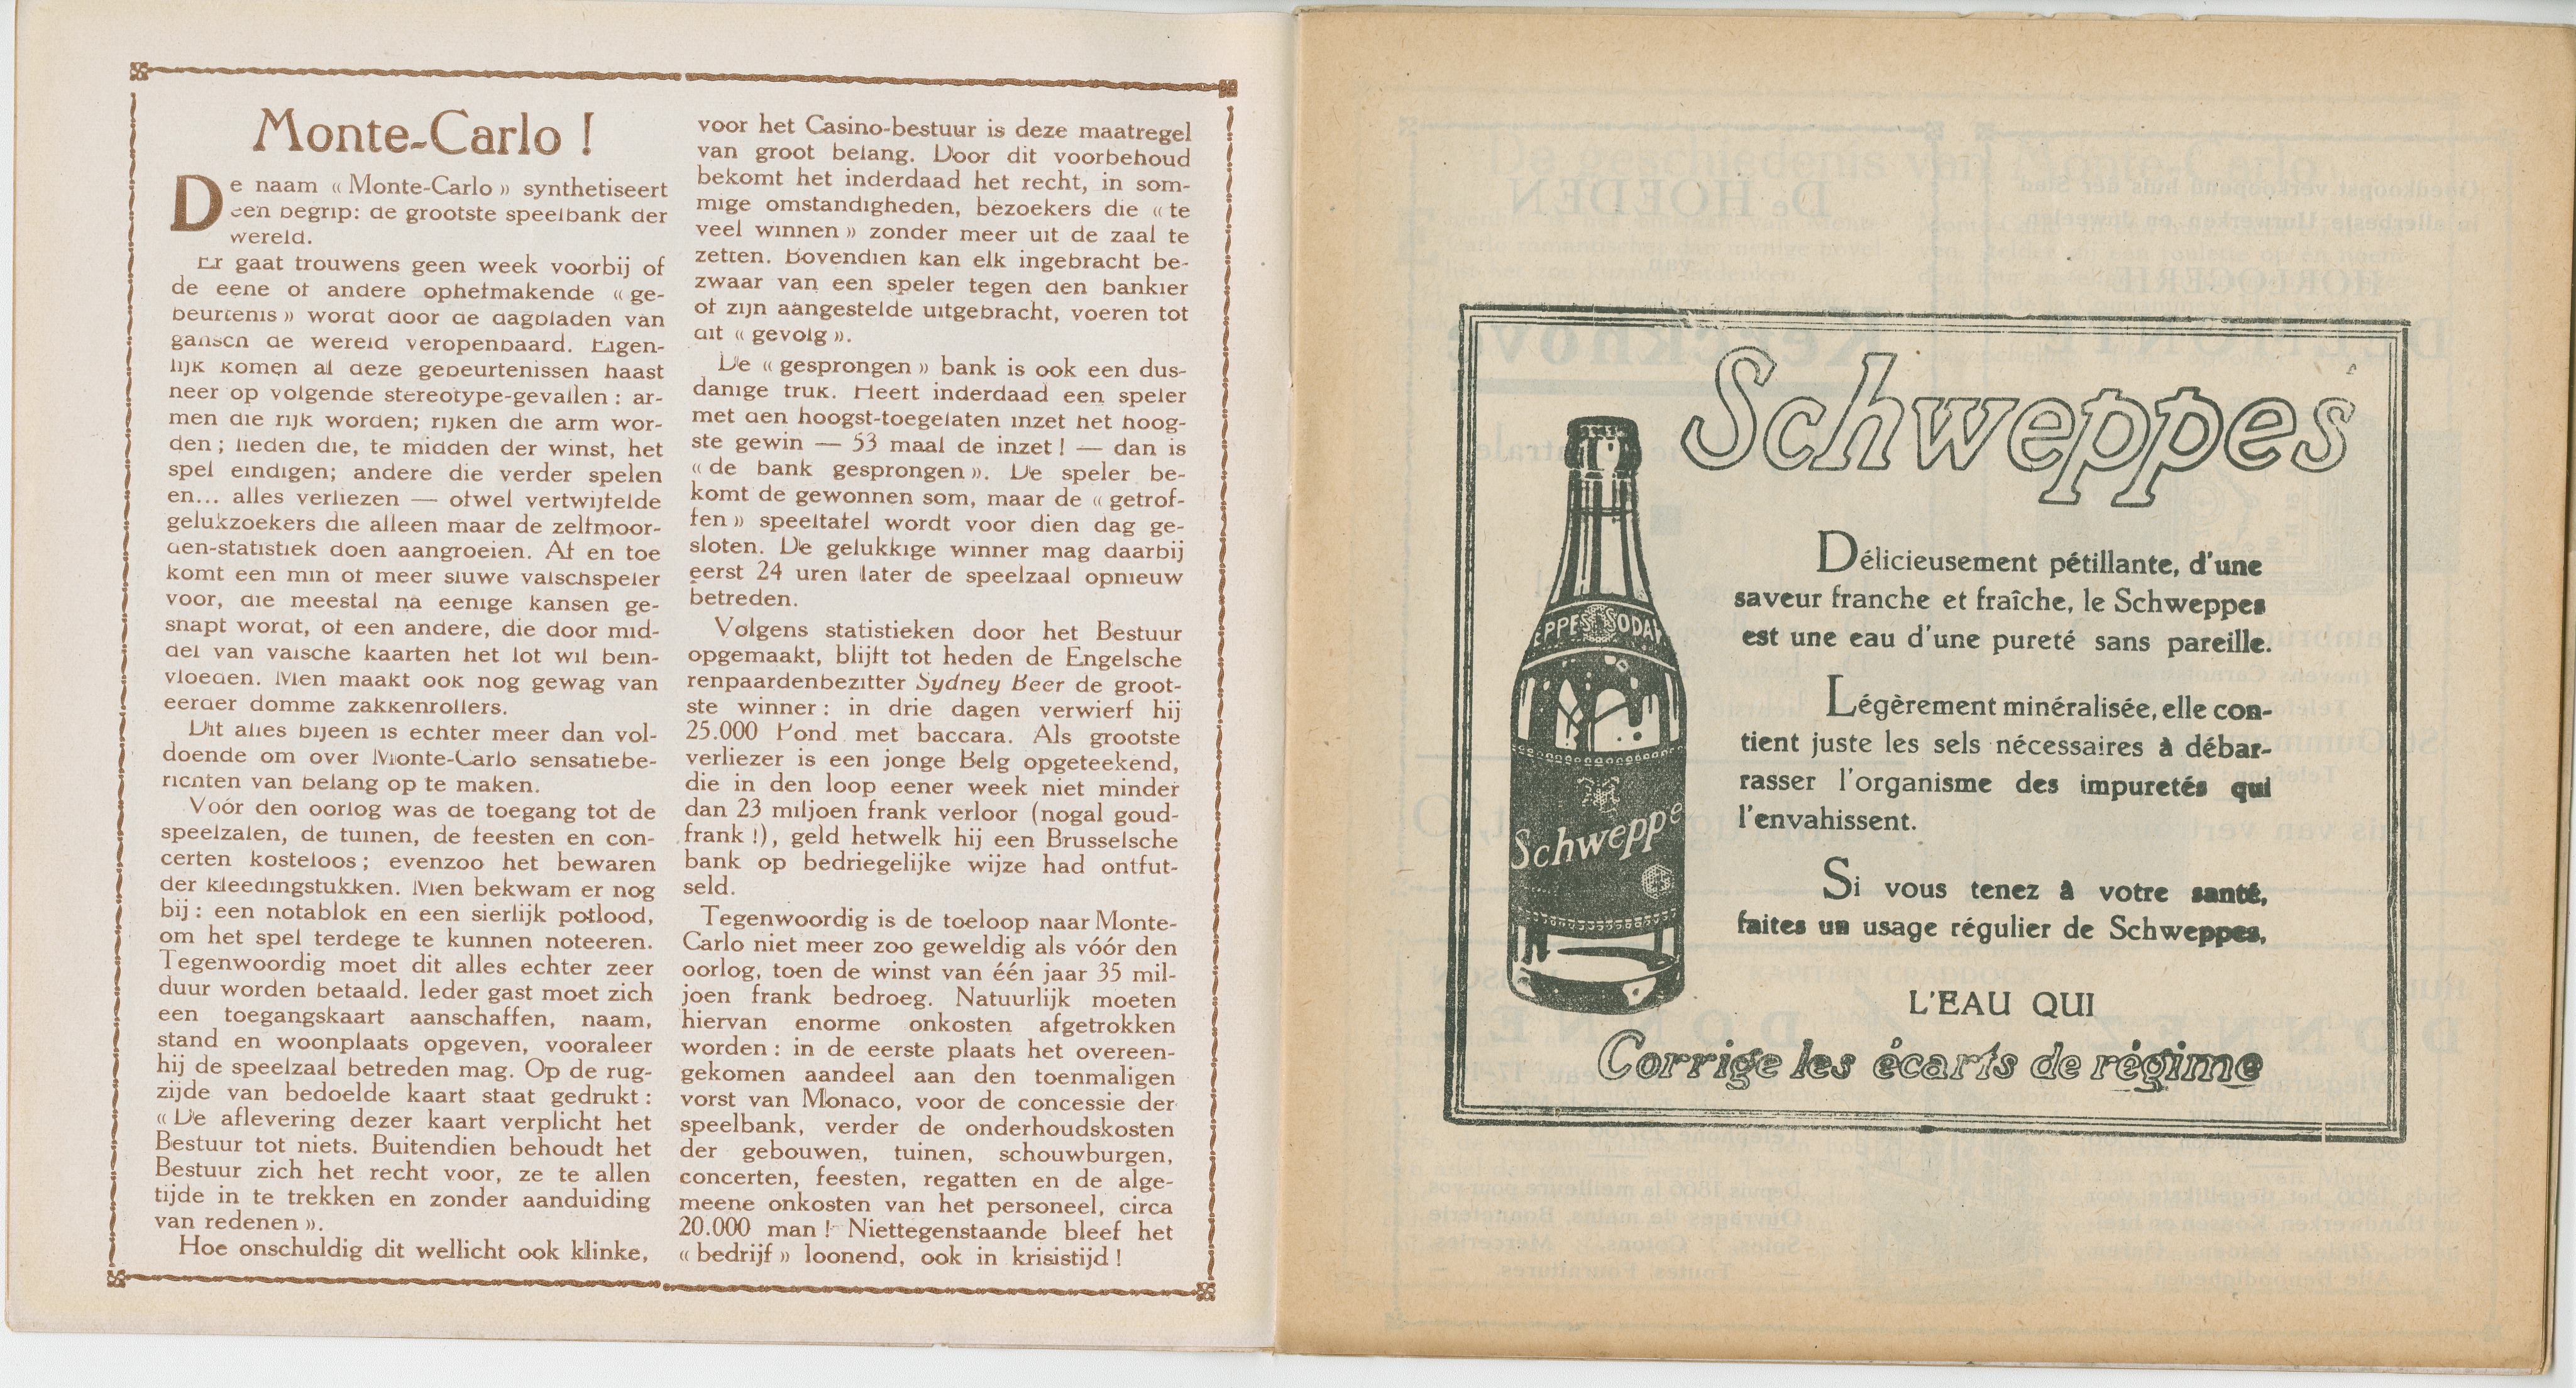 Monte-Carlo !
De naam « Monte-Carlo » synthetiseert
een begrip: de grootste speelbank der
wereld.
Er gaat trouwens geen week voorbij of
de eene of andere ophefmakende « ge-
beurtenis » wordt door de dagbladen van
gansch de wereld veropenbaard. Eigen-
lijk komen al deze gebeurtenissen haast
neer op volgende stereotype-gevallen : ar-
men die rijk worden; rijken die arm wor-
den ; lieden die, te midden der winst, het
spel eindigen; andere die verder spelen
en... alles verliezen — ofwel vertwijfelde
gelukzoekers die alleen maar de zelfmoor-
den-statistiek doen aangroeien. Af en toe
komt een min of meer sluwe valschspeler
voor, die meestal na eenige kansen ge-
snapt wordt, of een andere, die door mid-
del van valsche kaarten het lot wil beïn-
vloeden. Men maakt ook nog gewag van
eerder domme zakkenrollers.
Dit alles bijeen is echter meer dan vol-
doende om over Monte-Carlo sensatiebe-
richten van belang op te maken.
Vóór den oorlog was de toegang tot de
speelzalen, de tuinen, de feesten en con-
certen kosteloos ; evenzoo het bewaren
der kleedingstukken. Men bekwam er nog
bij : een notablok en een sierlijk potlood,
om het spel terdege te kunnen noteeren.
Tegenwoordig moet dit alles echter zeer
duur worden betaald. Ieder gast moet zich
een toegangskaart aanschaffen, naam,
stand en woonplaats opgeven, vooraleer
hij de speelzaal betreden mag. Op de rug-
zijde van bedoelde kaart staat gedrukt :
« De aflevering dezer kaart verplicht het
Bestuur tot niets. Buitendien behoudt het
Bestuur zich het recht voor, ze te allen
tijde in te trekken en zonder aanduiding
van redenen ».
Hoe onschuldig dit wellicht ook klinke,
voor het Casino-bestuur is deze maatregel
van groot belang. Door dit voorbehoud
bekomt het inderdaad het recht, in som-
mige omstandigheden, bezoekers die « te
veel winnen » zonder meer uit de zaal te
zetten. Bovendien kan elk ingebracht be-
zwaar van een speler tegen den bankier
of zijn aangestelde uitgebracht, voeren tot
dit « gevolg ».
De « gesprongen » bank is ook een dus-
danige truk. Heeft inderdaad een speler
met den hoogst-toegelaten inzet het hoog-
ste gewin — 53 maal de inzet ! — dan is
« de bank gesprongen ». De speler be-
komt de gewonnen som, maar de « getrof-
fen » speeltafel wordt voor dien dag ge-
sloten. De gelukkige winner mag daarbij
eerst 24 uren later de speelzaal opnieuw
betreden.
Volgens statistieken door het Bestuur
opgemaakt, blijft tot heden de Engelsche
renpaardenbezitter Sydney Beer de groot-
ste winner : in drie dagen verwierf hij
25.000 Pond met baccara. Als grootste
verliezer is een jonge Belg opgeteekend,
die in den loop eener week niet minder
dan 23 miljoen frank verloor (nogal goud-
frank !), geld hetwelk hij een Brusselsche
bank op bedriegelijke wijze had ontfut-
seld.
Tegenwoordig is de toeloop naar Monte-
Carlo niet meer zoo geweldig als vóór den
oorlog, toen de winst van één jaar 35 mil-
joen frank bedroeg. Natuurlijk moeten
hiervan enorme onkosten afgetrokken
worden : in de eerste plaats het overeen-
gekomen aandeel aan den toenmaligen
vorst van Monaco, voor de concessie der
speelbank, verder de onderhoudskosten
der gebouwen, tuinen, schouwburgen,
concerten, feesten, regatten en de alge-
meene onkosten van het personeel, circa
20.000 man ! Niettegenstaande bleef het
« bedrijf » loonend, ook in krisistijd !
Schweppes
EPPES SODA
Schweppe
Délicieusement pétillante, d'une
saveur franche et fraîche, le Schweppes
est une eau d'une pureté sans pareille.
Légèrement minéralisée, elle con-
tient juste les sels nécessaires à débar-
rasser l'organisme des impuretés qui
l'envahissent.
Si vous tenez à votre santé,
faites un usage régulier de Schweppes,
L'EAU QUI
Corrige les écarts de régime